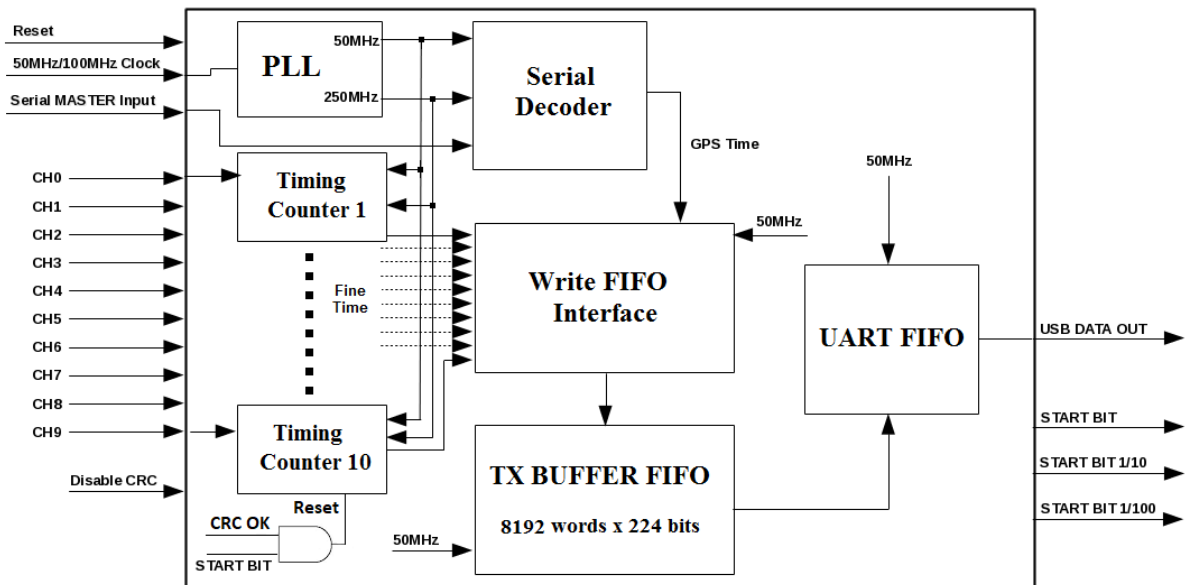 Reset
50MHz/100MHz Clock
Serial MASTER Input
PLL
50MHz
250MHz
Serial
Decoder
GPS Time
50MHz
CH0
CH1
CH2
CH3
CH4
CH5
CH6
CH7
CH8
CH9
Disable CRC
Timing
Counter 1
Fine
Time
Write FIFO
Interface
50MHz
UART FIFO
USB DATA OUT
START BIT
START BIT 1/10
START BIT 1/100
Timing
Counter 10
Reset
CRC OK
START BIT
TX BUFFER FIFO
8192 words x 224 bits
50MHz